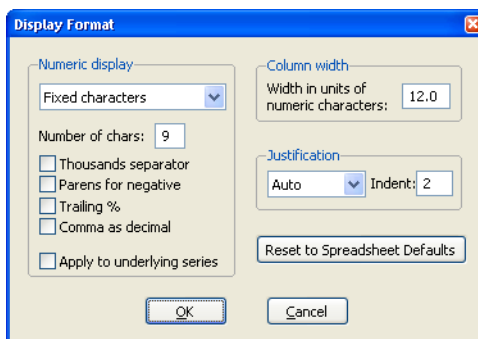 Display Format
Numeric display
Fixed characters
Number of chars: 9
Thousands separator
Parens for negative
Trailing %
Comma as decimal
Apply to underlying series
Column width
Width in units of
numeric characters: 12.0
Justification
Auto Indent: 2
Reset to Spreadsheet Defaults
OK Cancel